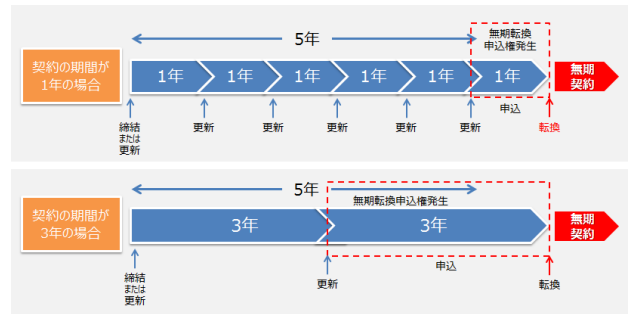 5年
無期転換
申込権発生
契約の期間が
1年の場合
1年
1年
1年
1年
1年
1年
無期
契約
申込
締結
または
更新
更新
更新
更新
更新
更新
転換
5年
無期転換申込権発生
契約の期間が
3年の場合
3年
3年
無期
契約
申込
締結
または
更新
更新
転換